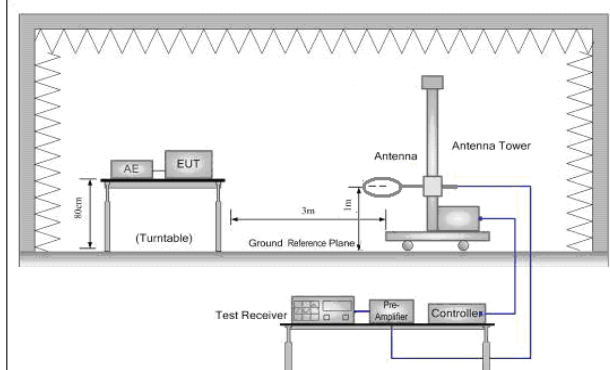 AE
EUT
80cm
(Turntable)
3m
Ground Reference Plane
1m
Antenna
Antenna Tower
Test Receiver
Pre-
Amplifier
Controller